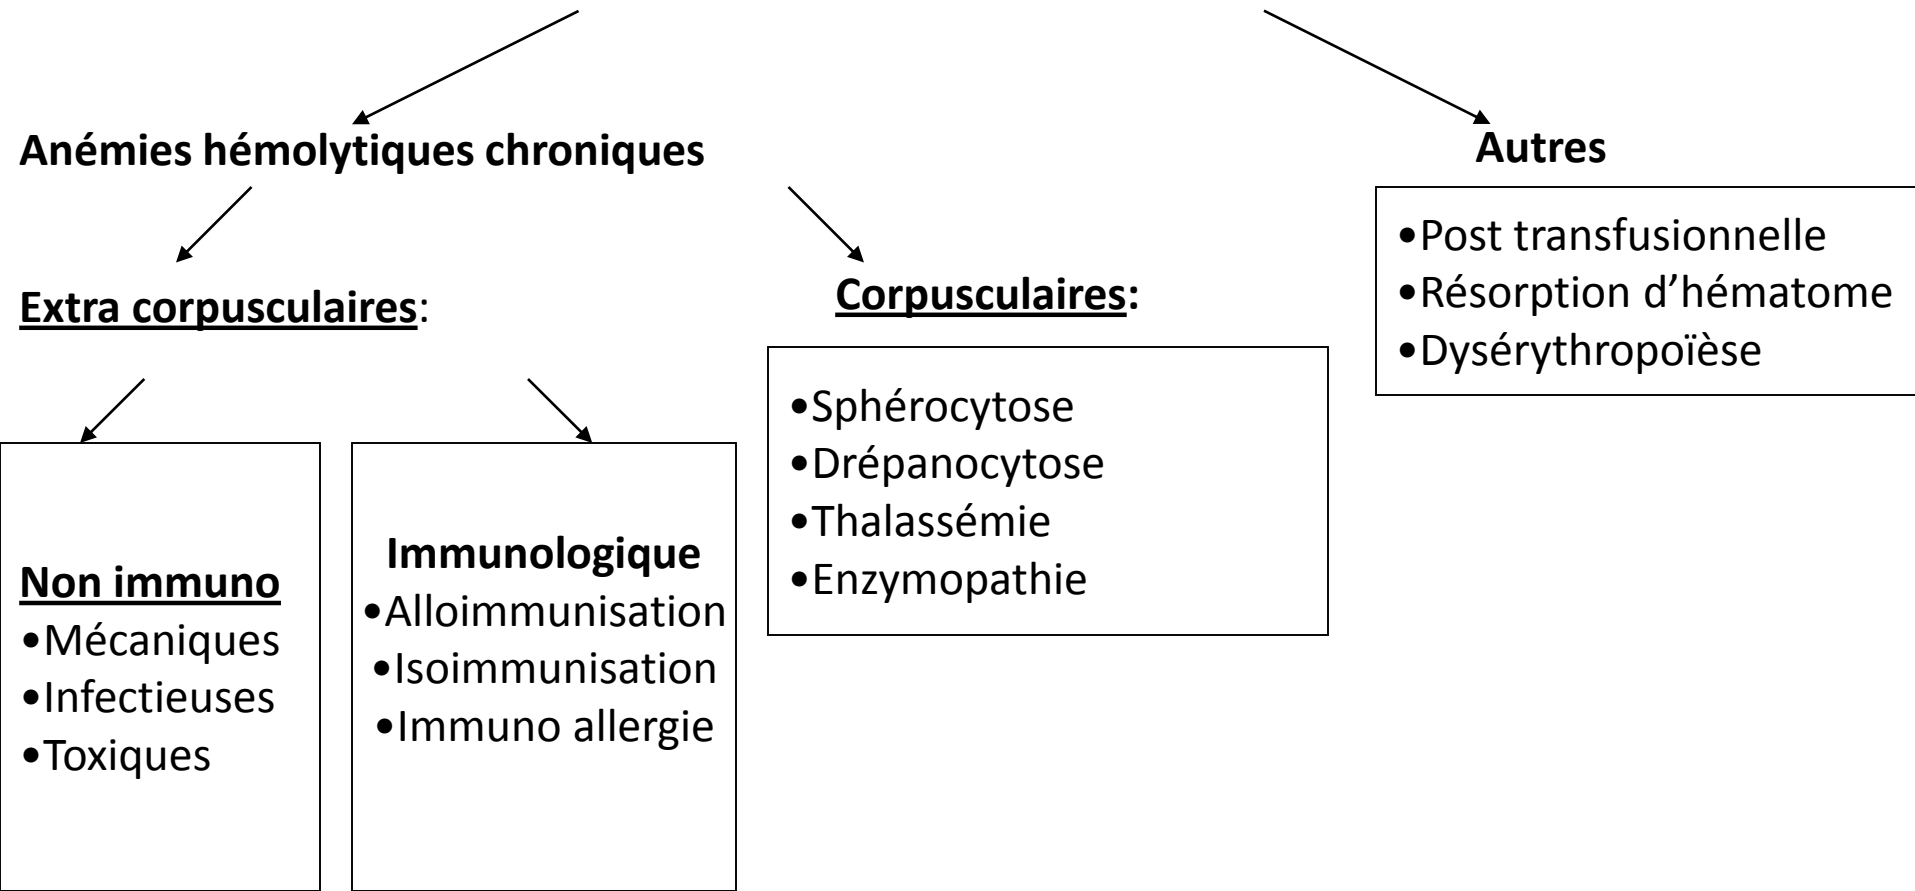 Anémies hémolytiques chroniques
Autres
•Post transfusionnelle
•Résorption d’hématome
•Dysérythropoïèse
Extra corpusculaires:
Corpusculaires:
•Sphérocytose
•Drépanocytose
•Thalassémie
•Enzymopathie
Non immuno
•Mécaniques
•Infectieuses
•Toxiques
Immunologique
•Alloimmunisation
•Isoimmunisation
•Immuno allergie